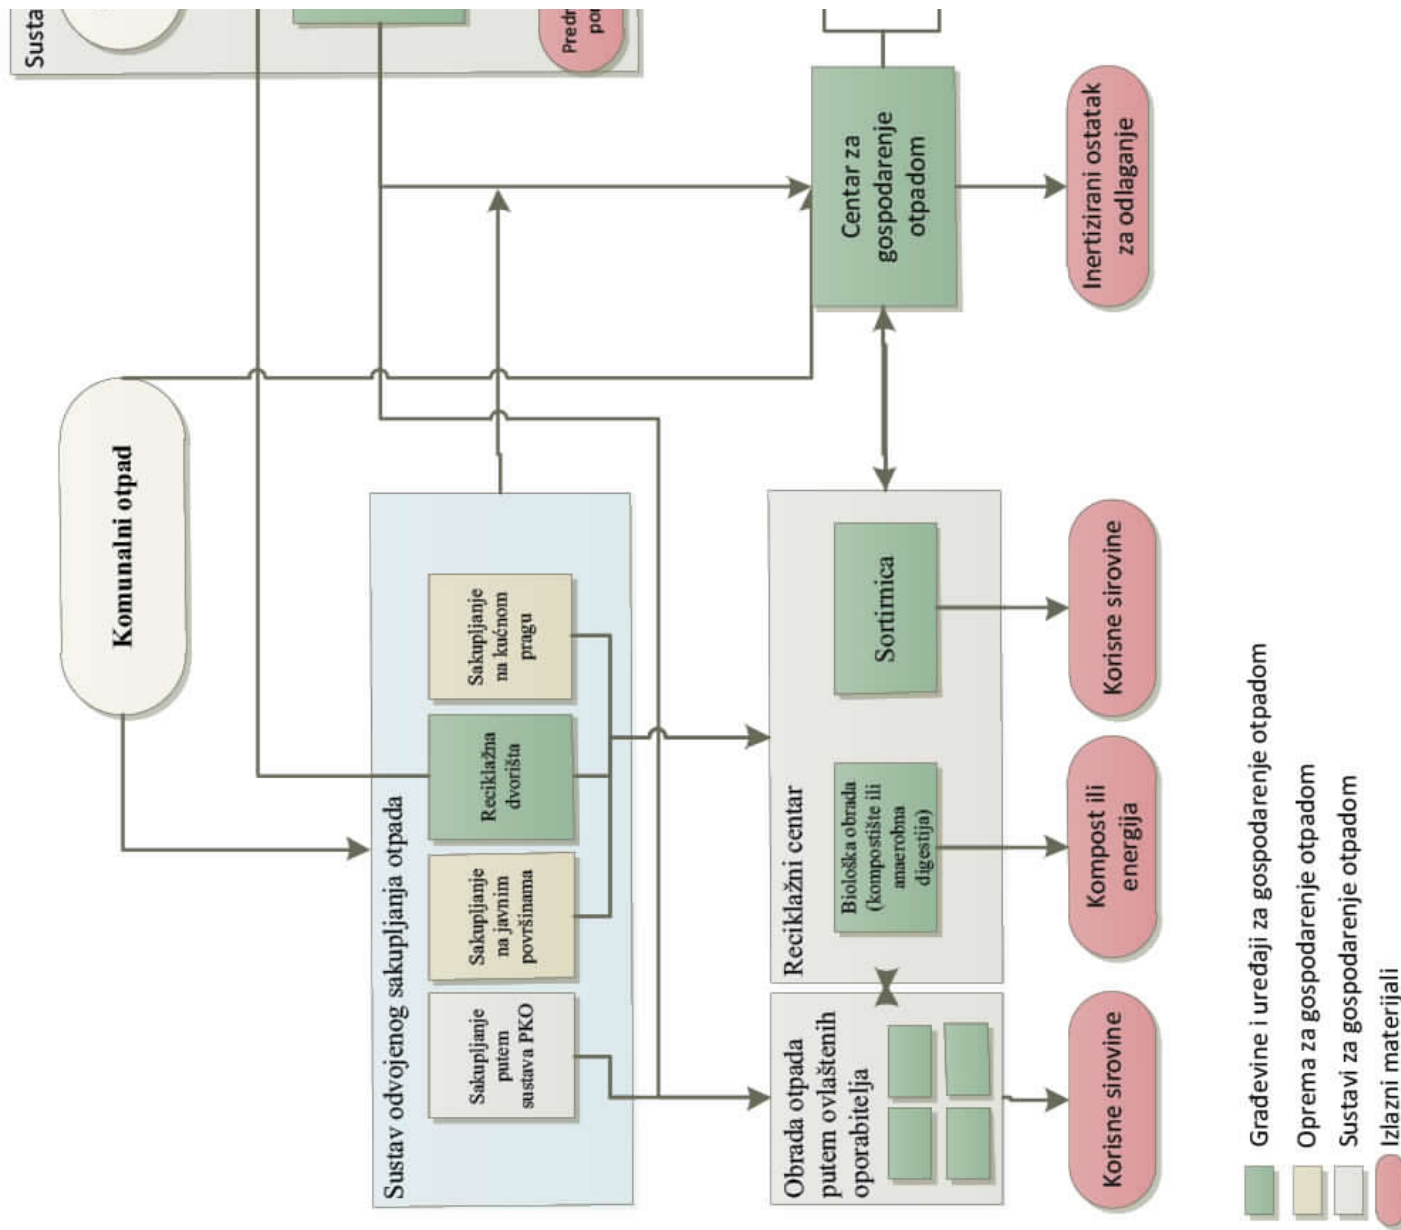 Susta
Komunalni otpad
Sustav odvojenog sakupljanja otpada
Sakupljanje
putem
sustava PKO
Sakupljanje
na javnim
površinama
Reciklažna
dvorišta
Sakupljanje
na kućnom
pragu
Obrada otpada
putem ovlaštenih
oporabitelja
Reciklažni centar
Biološka obrada
(kompostište ili
anaerobna
digestija)
Sortirnica
Centar za
gospodarenje
otpadom
Korisne sirovine
Kompost ili
energija
Korisne sirovine
Inertizirani ostatak
za odlaganje
Građevine i uređaji za gospodarenje otpadom
Oprema za gospodarenje otpadom
Sustavi za gospodarenje otpadom
Izlazni materijali